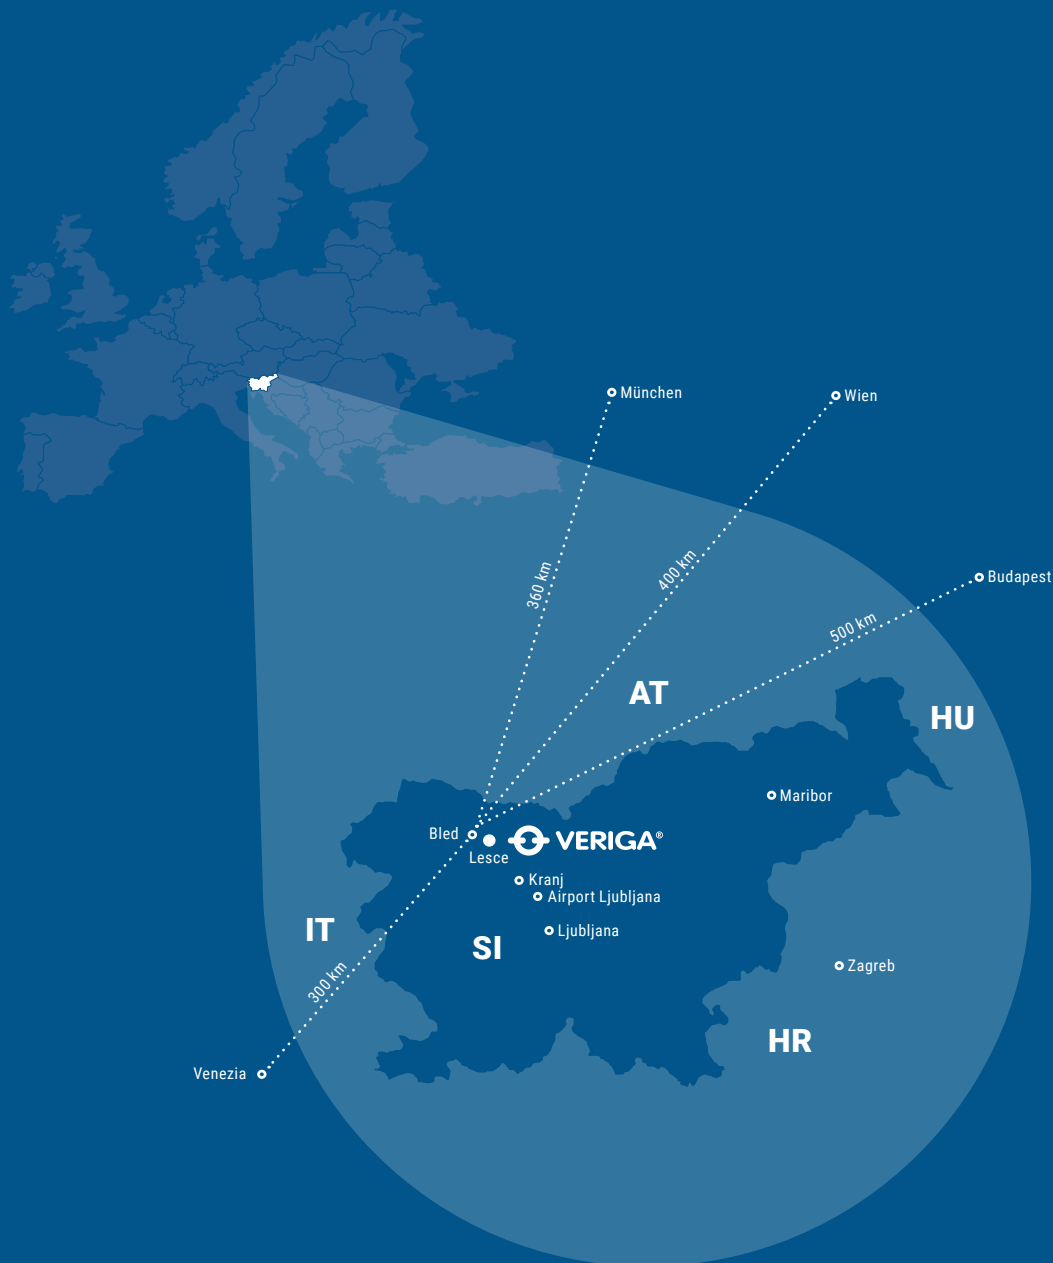 München
Wien
360 km
400 km
Budapest
500 km
AT
HU
Maribor
Bled
VERIGA®
Lesce
Kranj
Airport Ljubljana
IT
SI
Ljubljana
Zagreb
300 km
HR
Venezia